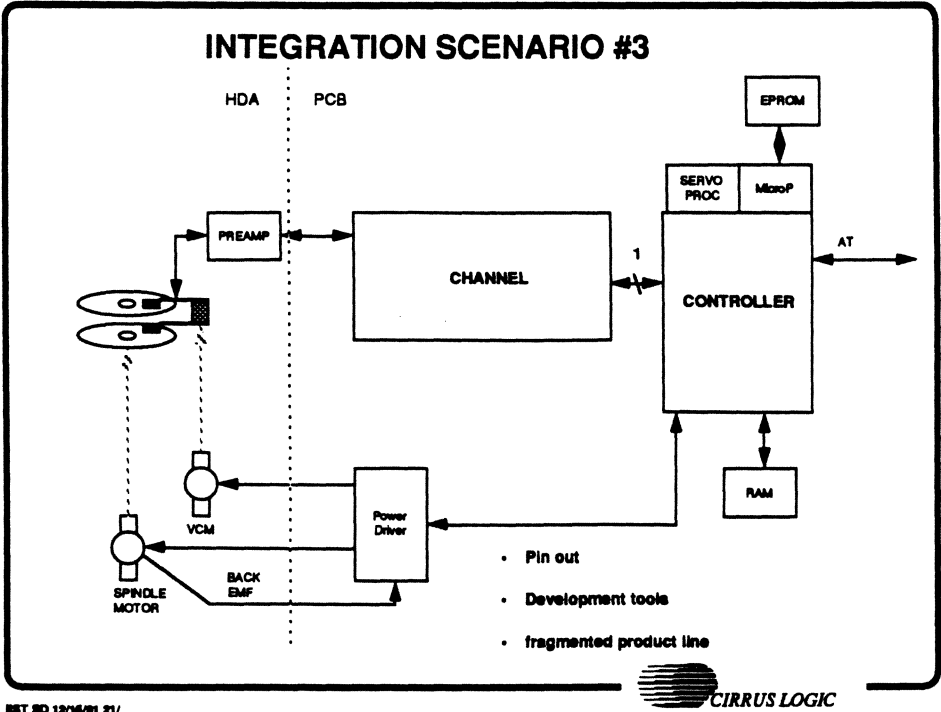 INTEGRATION SCENARIO #3
HDA
PCB
EPROM
SERVO
PROC
MicroP
PREAMP
CHANNEL
1
CONTROLLER
AT
RAM
Power
Driver
VCM
SPINDLE
MOTOR
BACK
EMF
• Pin out
• Development tools
• fragmented product line
CIRRUS LOGIC